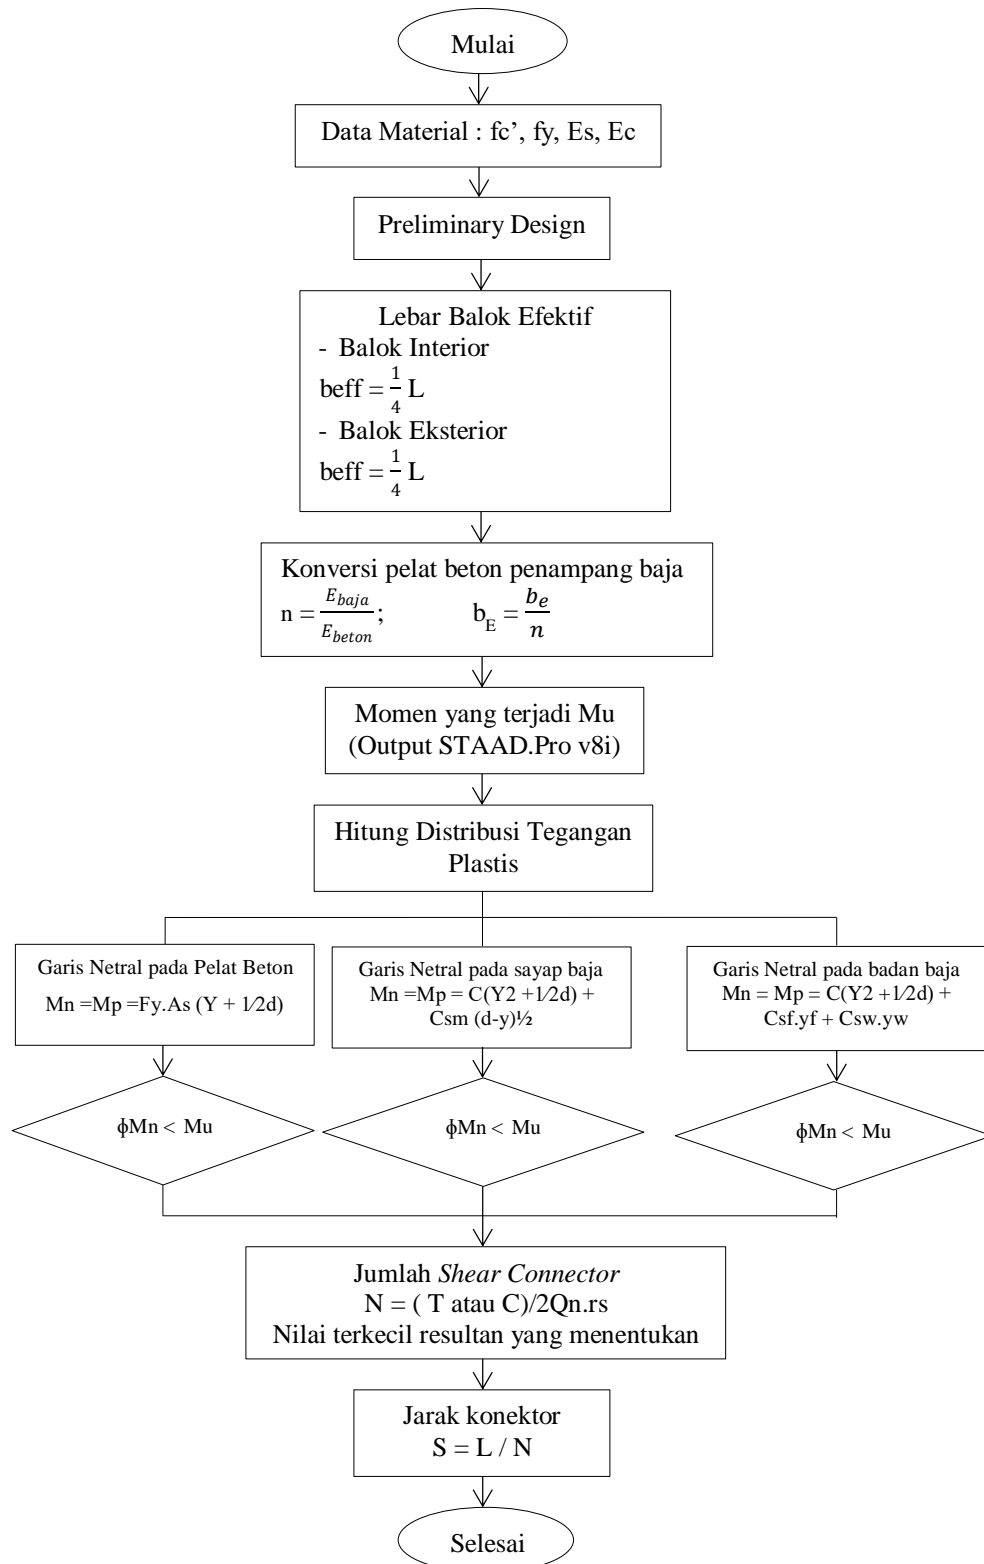 Mulai
Data Material : fc’, fy, Es, Ec
Preliminary Design
Lebar Balok Efektif
- Balok Interior
beff = 1/4 L
- Balok Eksterior
beff = 1/4 L
Konversi pelat beton penampang baja
n = E_baja/E_beton; b_E = b_e/n
Momen yang terjadi Mu
(Output STAAD.Pro v8i)
Hitung Distribusi Tegangan
Plastis
Garis Netral pada Pelat Beton
Mn =Mp =Fy.As (Y + 1⁄2d)
Garis Netral pada sayap baja
Mn =Mp = C(Y2 +1⁄2d) +
Csm (d-y)½
Garis Netral pada badan baja
Mn = Mp = C(Y2 +1⁄2d) +
Csf.yf + Csw.yw
ϕMn < Mu
ϕMn < Mu
ϕMn < Mu
Jumlah Shear Connector
N = ( T atau C)/2Qn.rs
Nilai terkecil resultan yang menentukan
Jarak konektor
S = L / N
Selesai